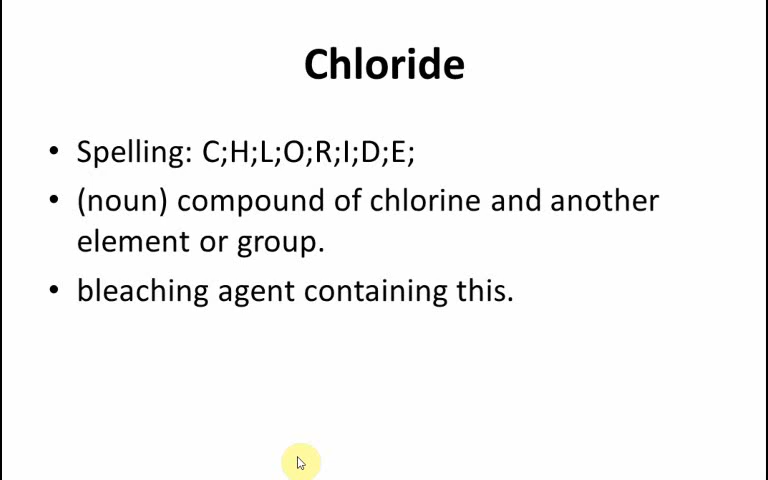 Chloride
• Spelling: C;H;L;O;R;I;D;E;
• (noun) compound of chlorine and another
element or group.
• bleaching agent containing this.